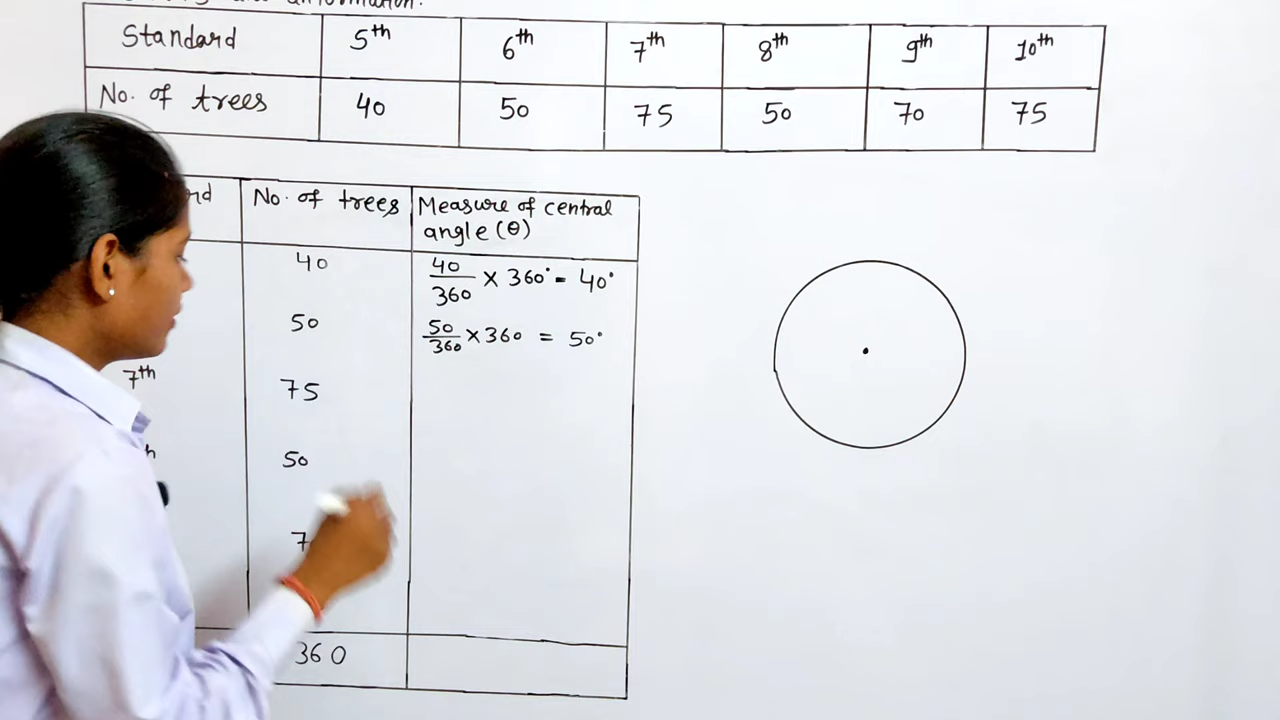 information.
Standard 5th 6th 7th 8th 9th 10th
No. of trees 40 50 75 50 70 75
No. of trees Measure of central
angle (θ)
40 40/360 × 360° = 40°
50 50/360 × 360 = 50°
7th 75
50
360